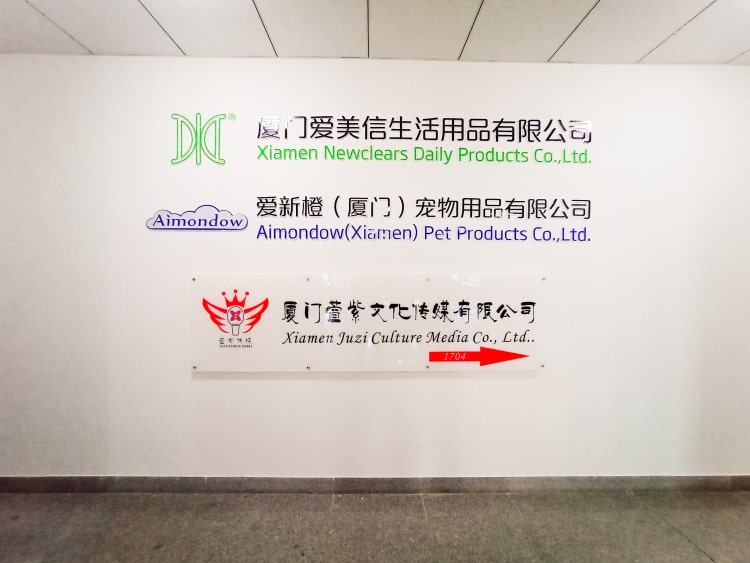 厦门爱美信生活用品有限公司
Xiamen Newclears Daily Products Co.,Ltd.
Aimondow
爱新橙（厦门）宠物用品有限公司
Aimondow(Xiamen) Pet Products Co.,Ltd.
厦门萱紫文化传媒有限公司
Xiamen Juzi Culture Media Co., Ltd..
1704